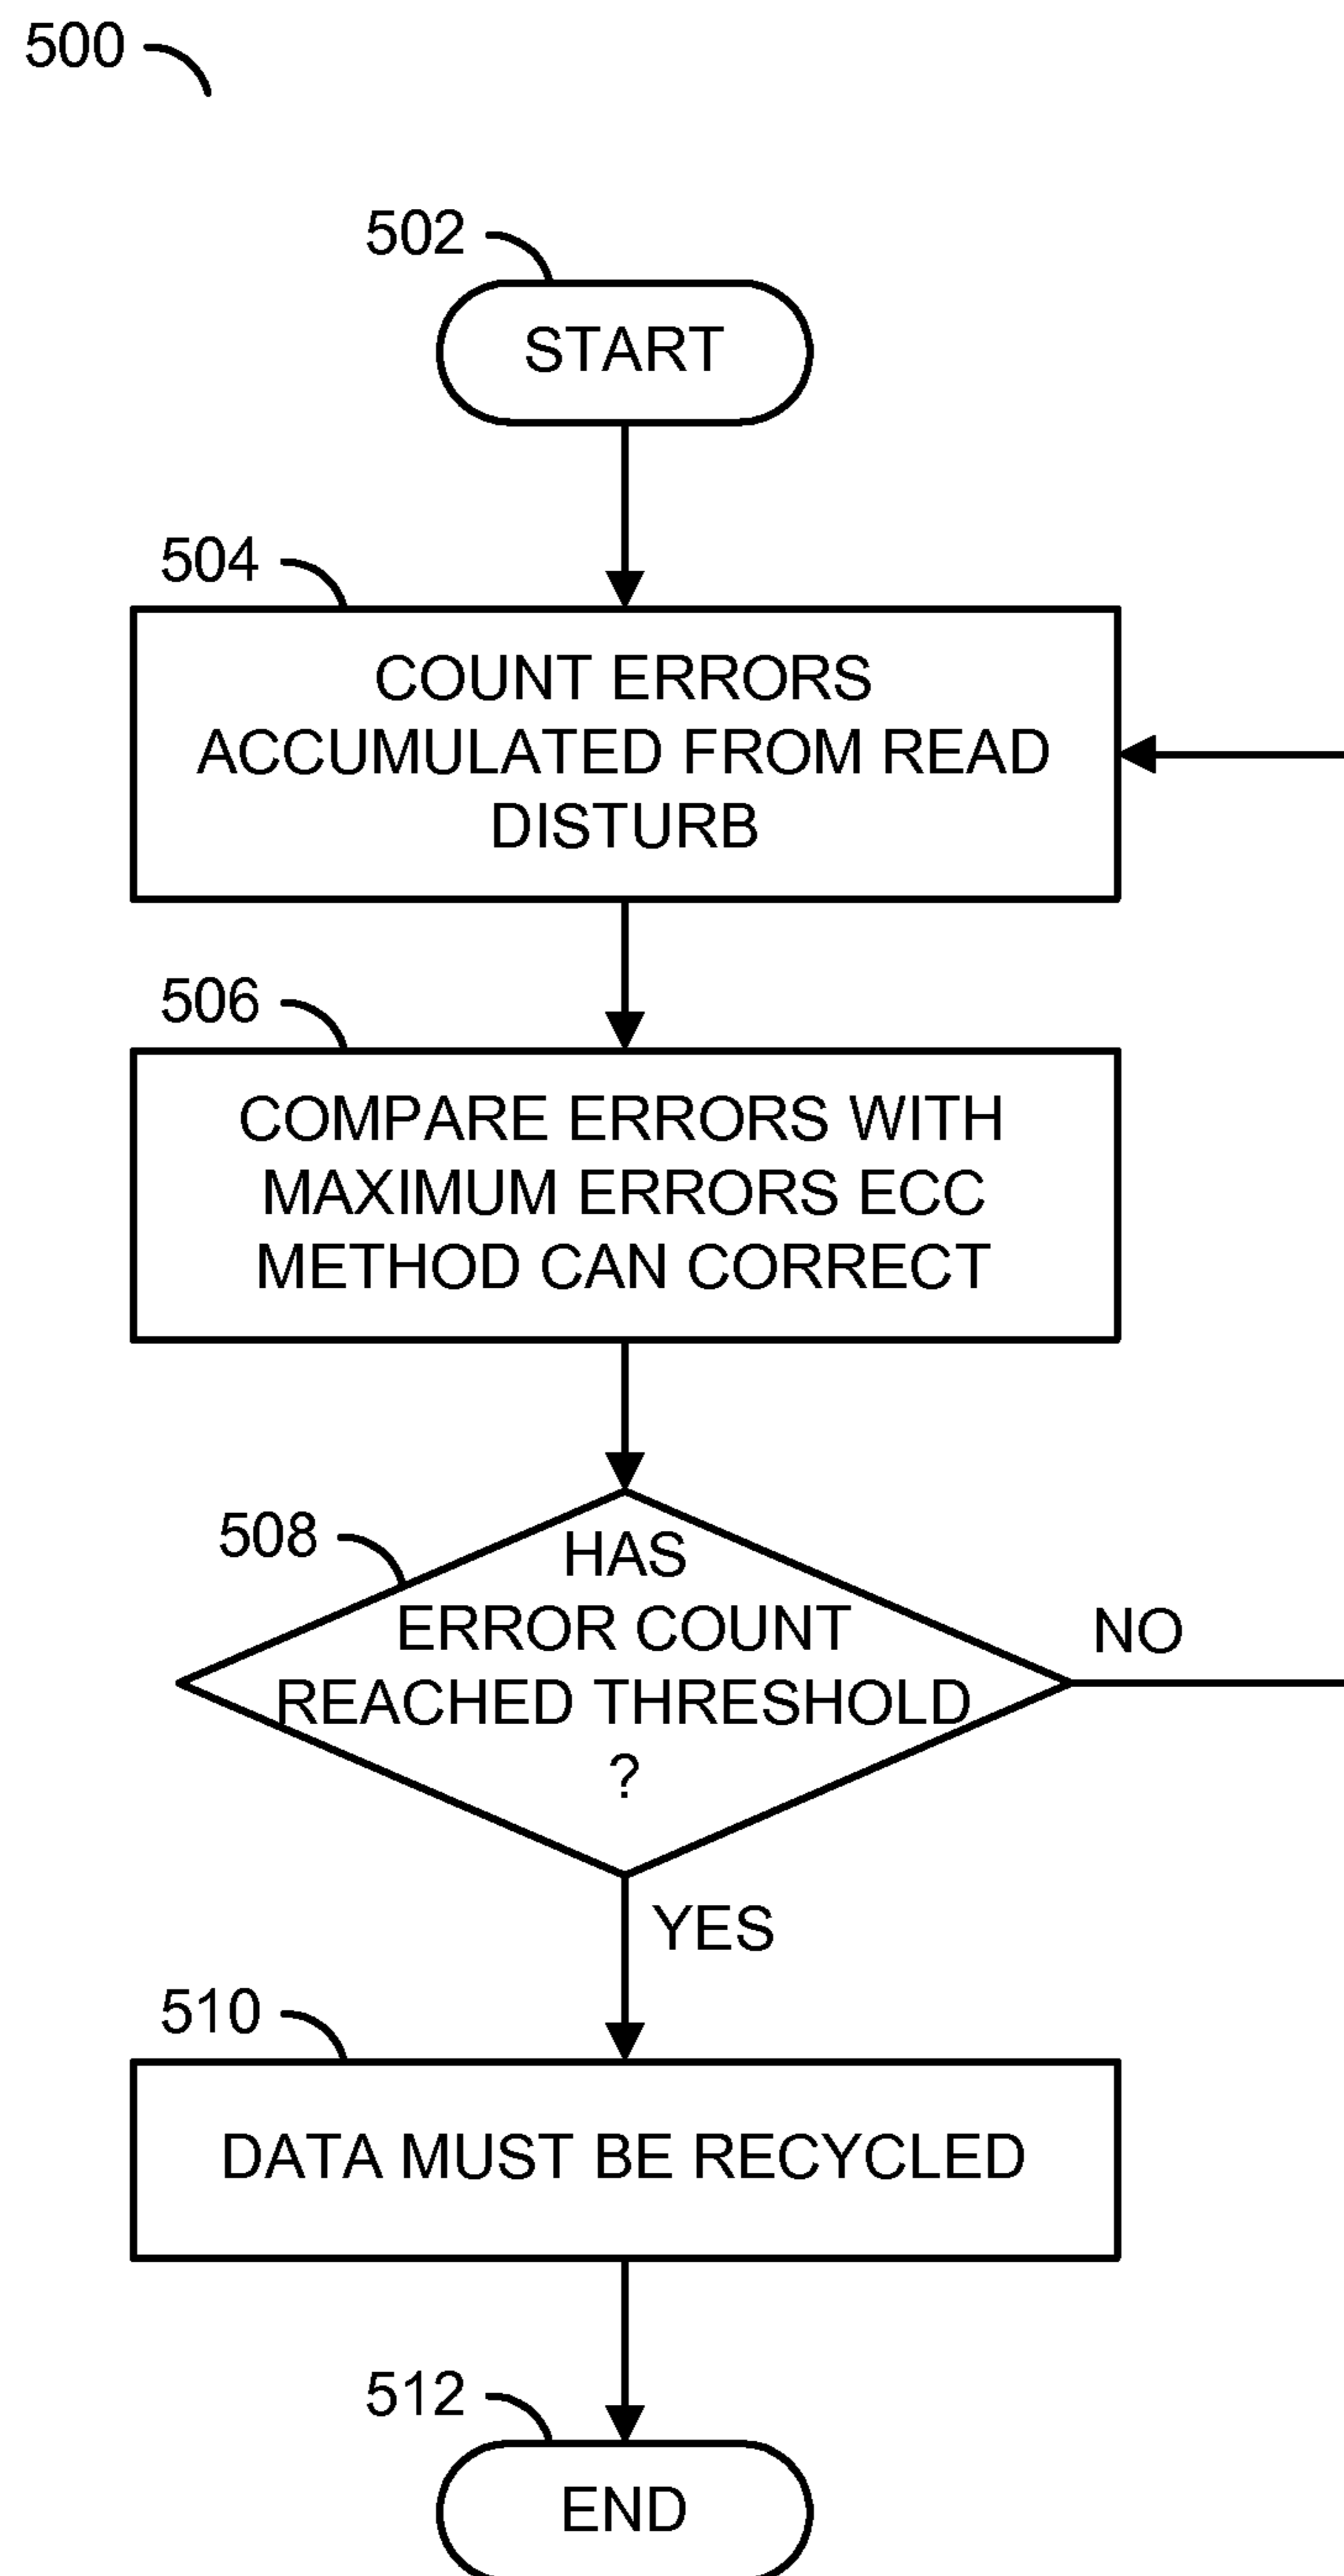 500
502
START
504
COUNT ERRORS
ACCUMULATED FROM READ
DISTURB
506
COMPARE ERRORS WITH
MAXIMUM ERRORS ECC
METHOD CAN CORRECT
508
HAS
ERROR COUNT
REACHED THRESHOLD
?
NO
YES
510
DATA MUST BE RECYCLED
512
END